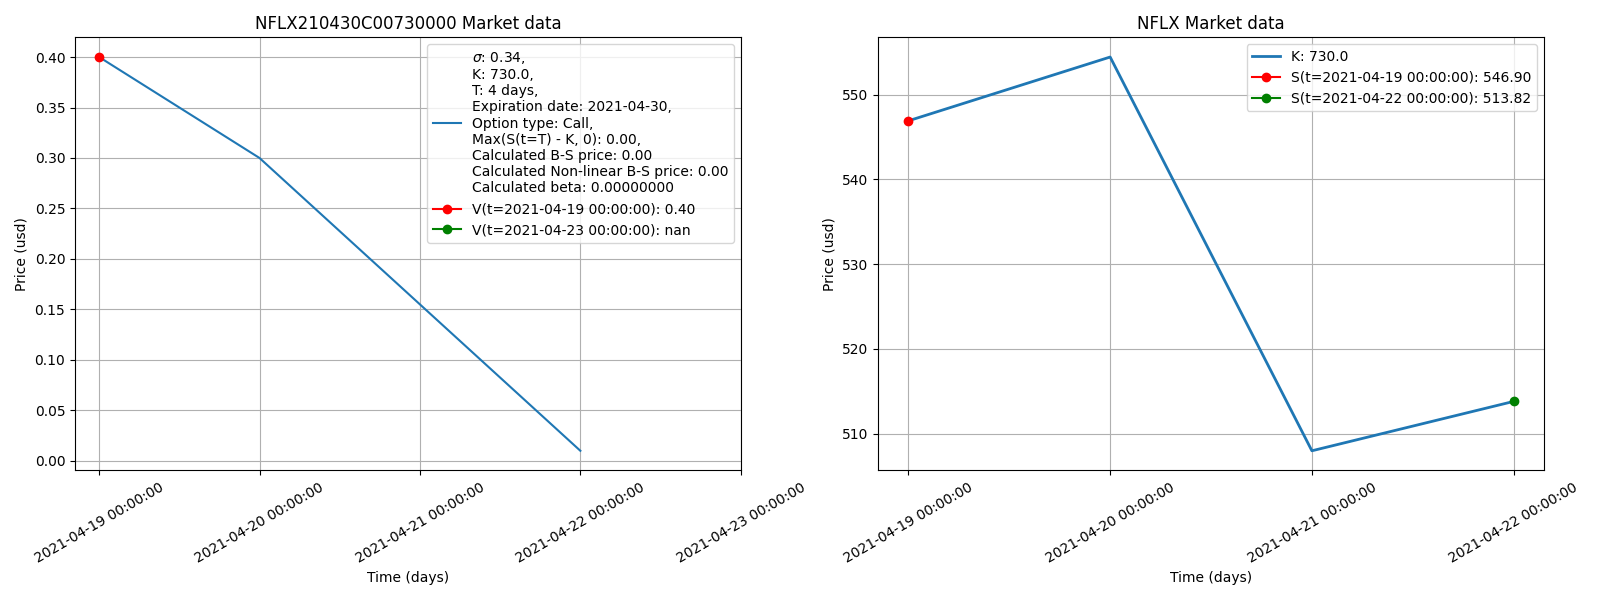 NFLX210430C00730000 Market data
Price (usd)
0.40
0.35
0.30
0.25
0.20
0.15
0.10
0.05
0.00
σ: 0.34,
K: 730.0,
T: 4 days,
Expiration date: 2021-04-30,
Option type: Call,
Max(S(t=T) - K, 0): 0.00,
Calculated B-S price: 0.00
Calculated Non-linear B-S price: 0.00
Calculated beta: 0.00000000
V(t=2021-04-19 00:00:00): 0.40
V(t=2021-04-23 00:00:00): nan
2021-04-19 00:00:00
2021-04-20 00:00:00
2021-04-21 00:00:00
2021-04-22 00:00:00
2021-04-23 00:00:00
Time (days)
NFLX Market data
Price (usd)
550
540
530
520
510
K: 730.0
S(t=2021-04-19 00:00:00): 546.90
S(t=2021-04-22 00:00:00): 513.82
2021-04-19 00:00:00
2021-04-20 00:00:00
2021-04-21 00:00:00
2021-04-22 00:00:00
Time (days)